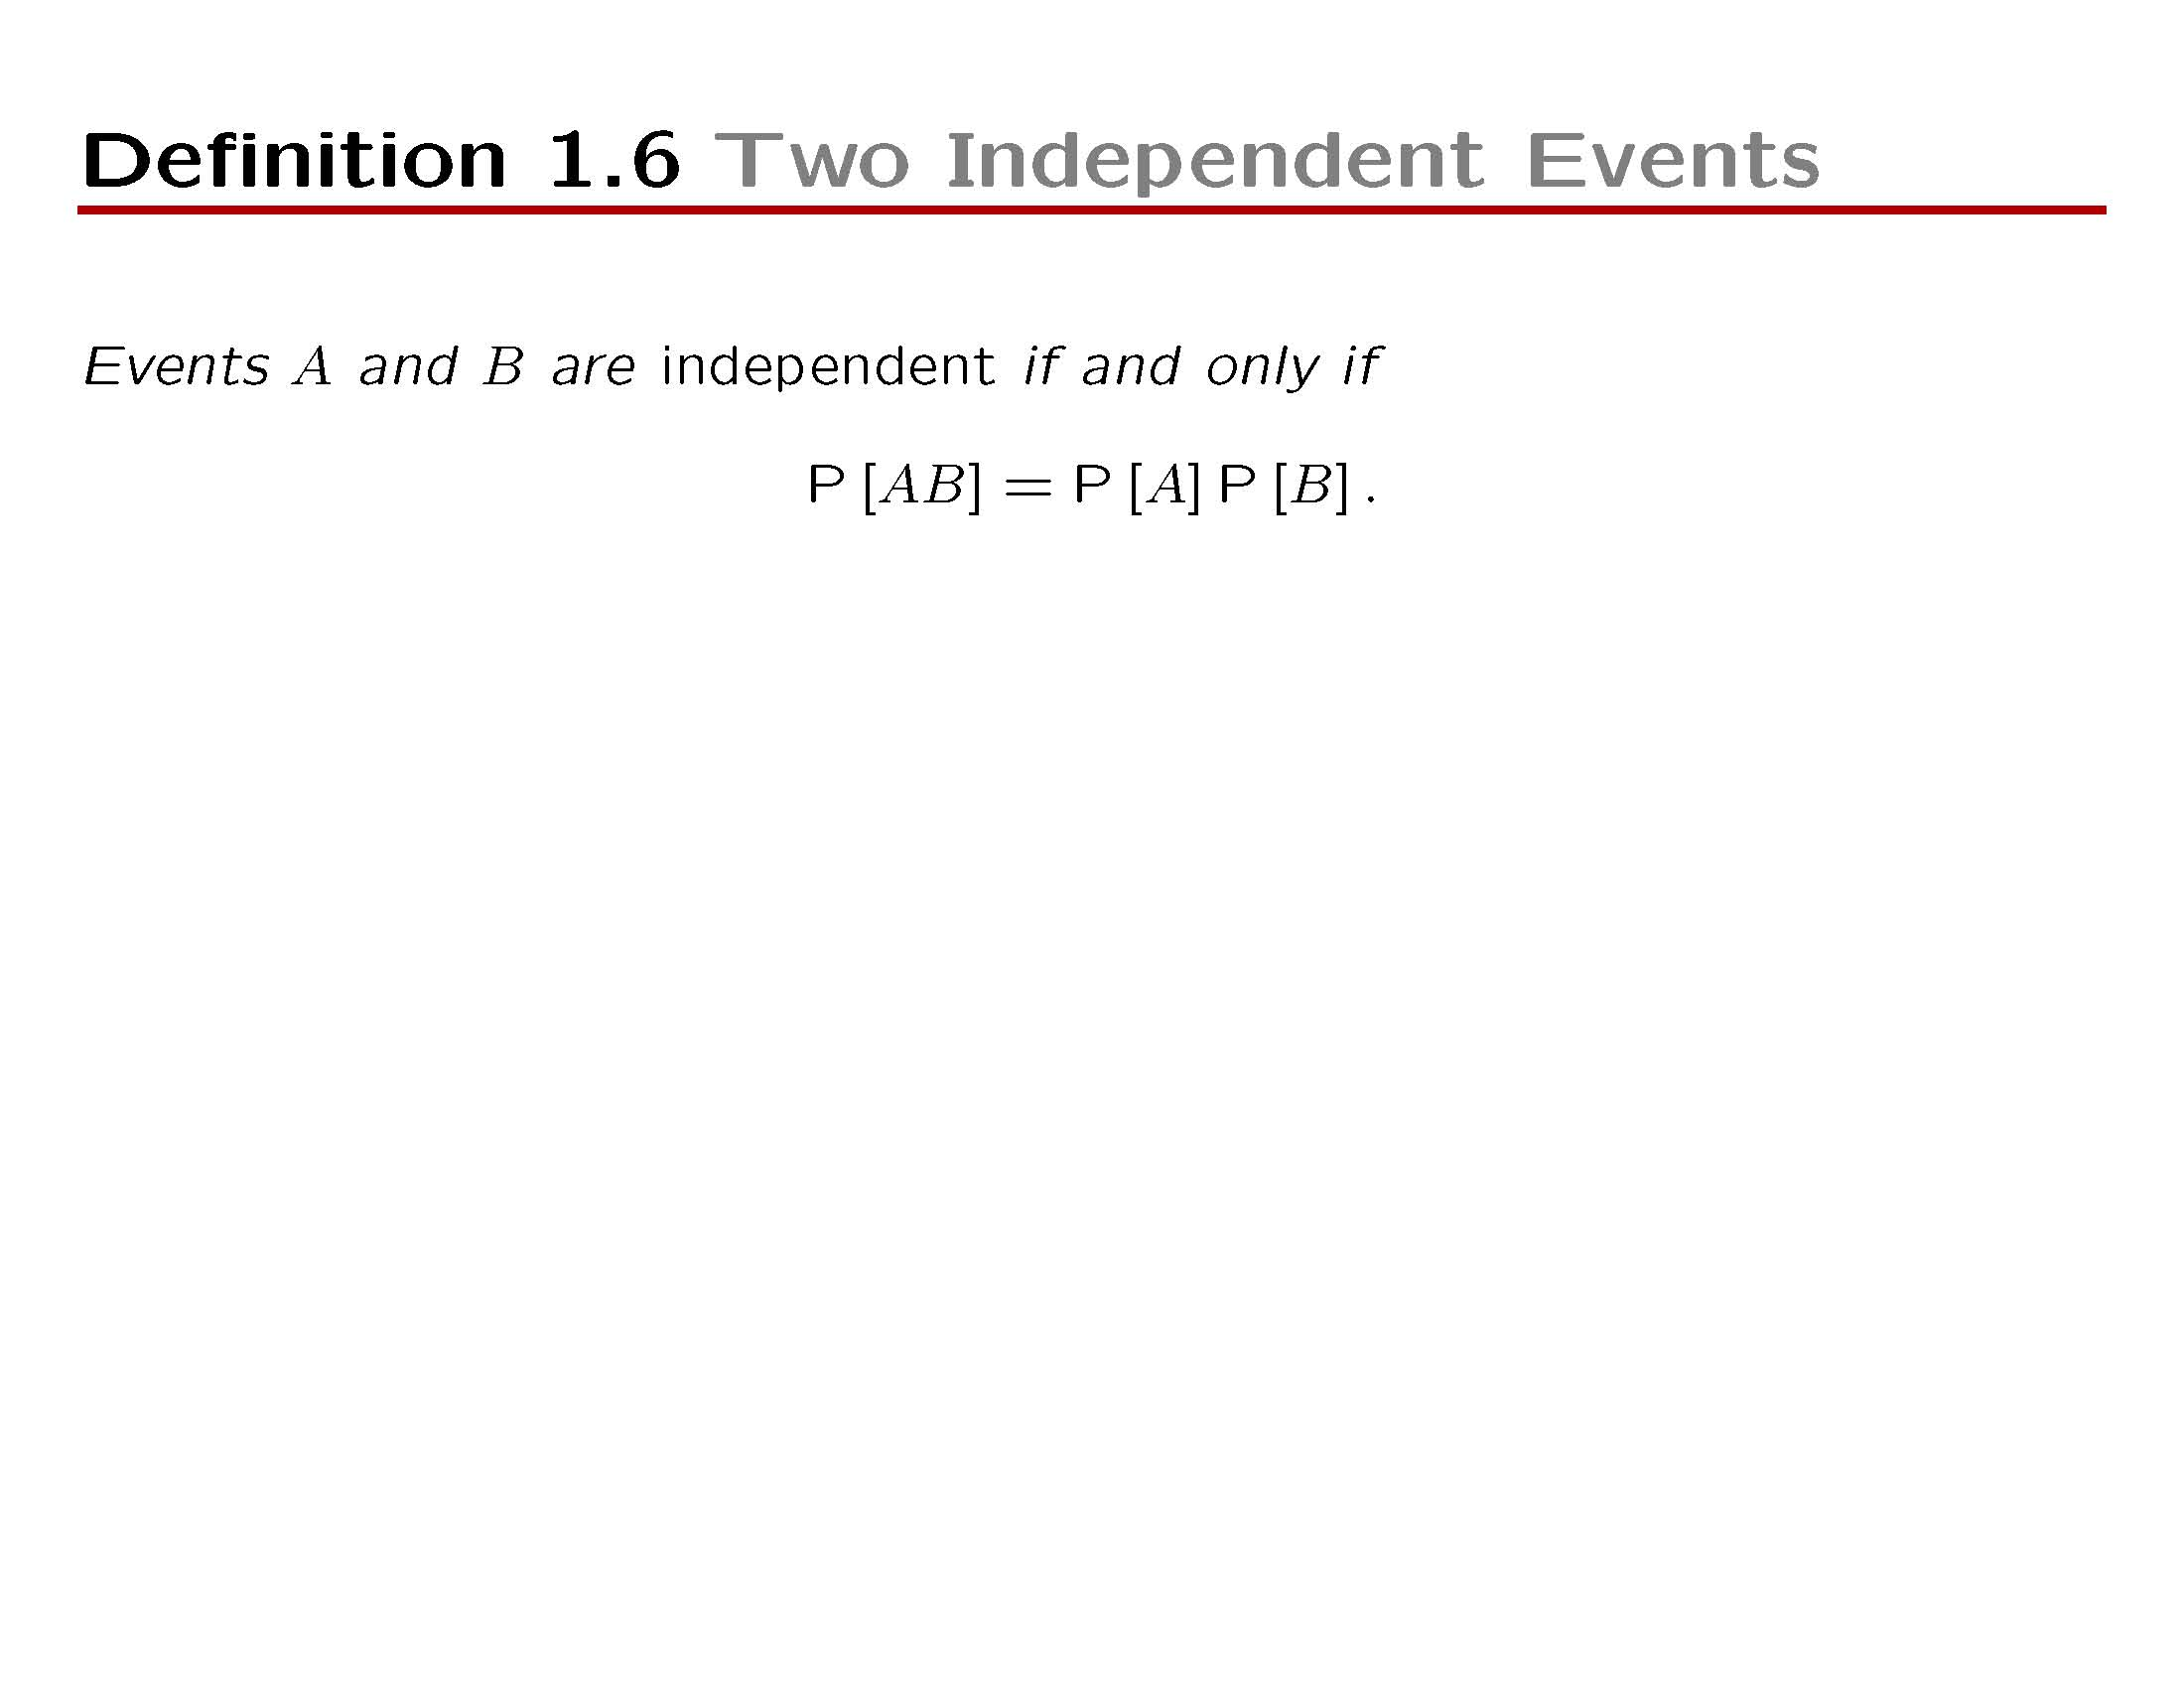 Definition 1.6 Two Independent Events
Events A and B are independent if and only if
P [AB] = P [A] P [B] .